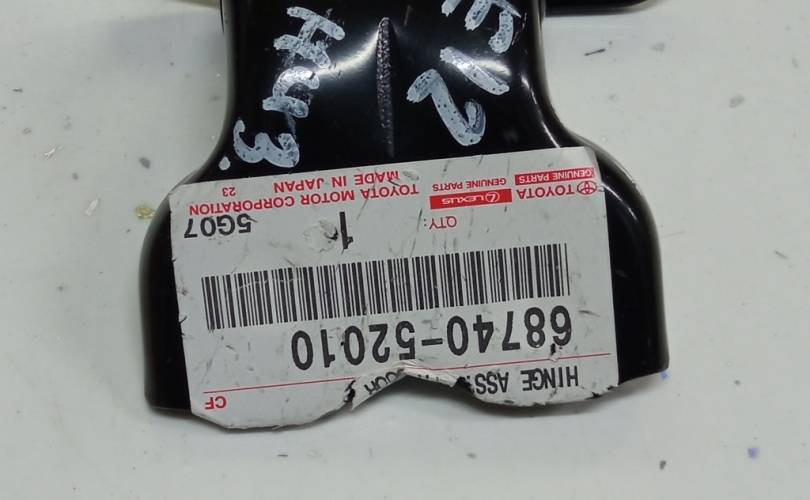 HINGE ASSY
CF
68740-52010
QTY:
1
5G07
TOYOTA
GENUINE PARTS
LEXUS
GENUINE PARTS
TOYOTA MOTOR CORPORATION
MADE IN JAPAN
23